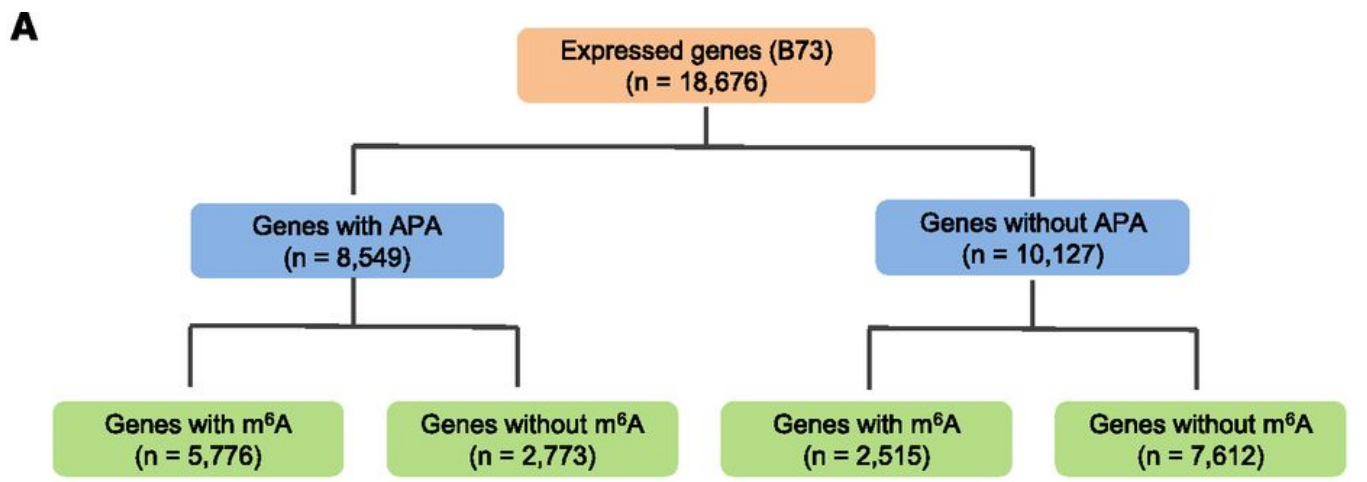 A
Expressed genes (B73)
(n = 18,676)
Genes with APA
(n = 8,549)
Genes without APA
(n = 10,127)
Genes with m⁶A
(n = 5,776)
Genes without m⁶A
(n = 2,773)
Genes with m⁶A
(n = 2,515)
Genes without m⁶A
(n = 7,612)